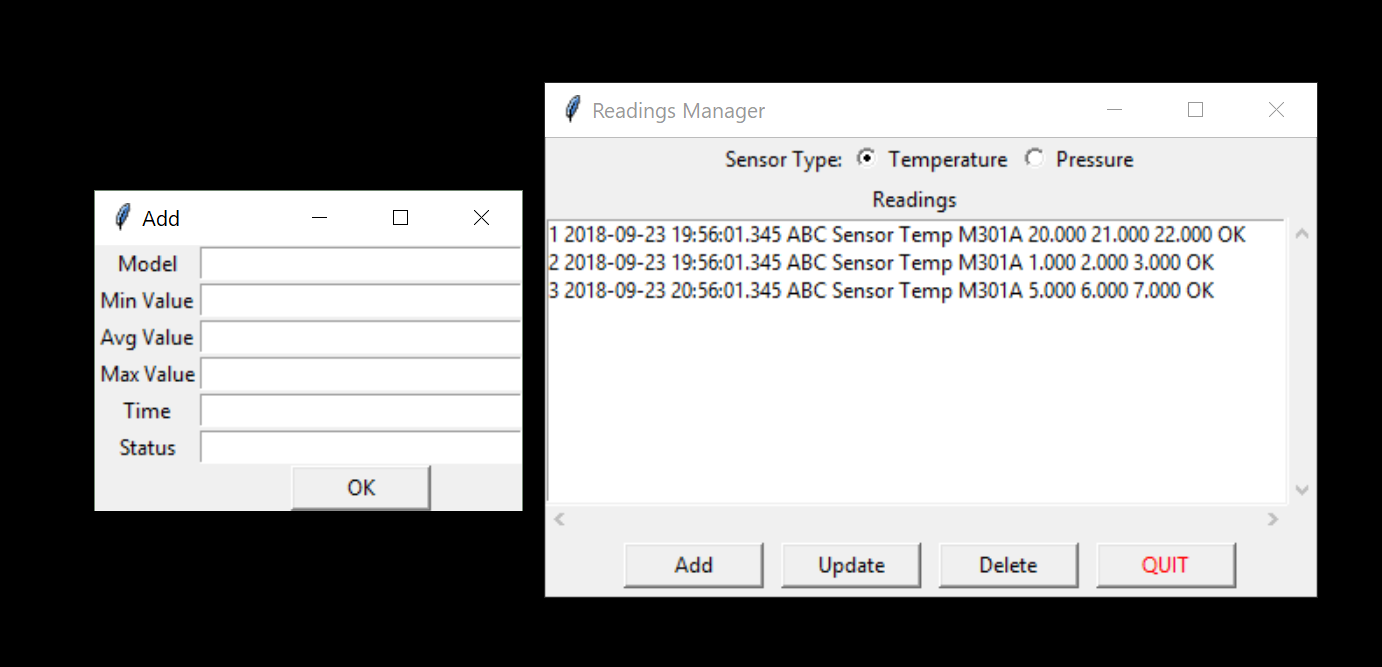 Add
Model
Min Value
Avg Value
Max Value
Time
Status
OK
Readings Manager
Sensor Type: Temperature Pressure
Readings
1 2018-09-23 19:56:01.345 ABC Sensor Temp M301A 20.000 21.000 22.000 OK
2 2018-09-23 19:56:01.345 ABC Sensor Temp M301A 1.000 2.000 3.000 OK
3 2018-09-23 20:56:01.345 ABC Sensor Temp M301A 5.000 6.000 7.000 OK
Add Update Delete QUIT